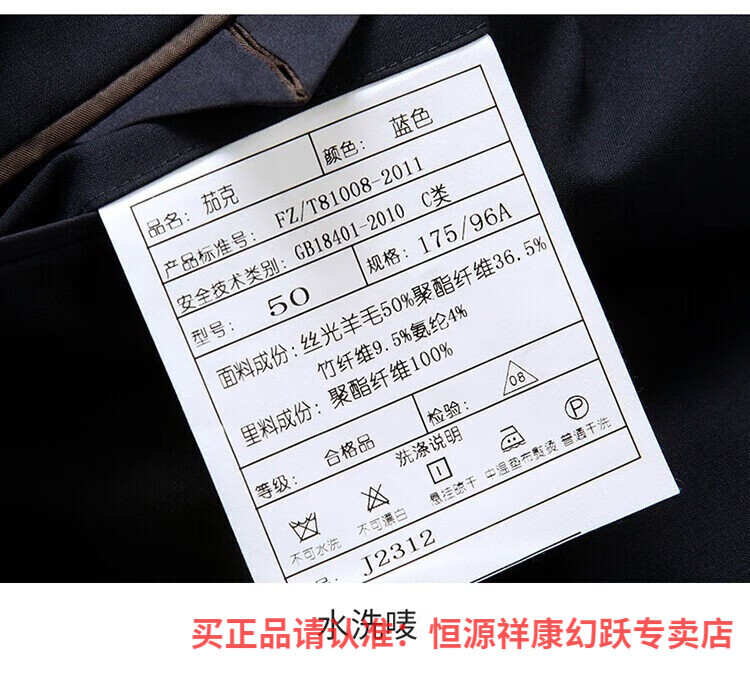 品名: 茄克
颜色: 蓝色
产品标准号: FZ/T81008-2011
安全技术类别: GB18401-2010 C类
型号: 50
规格: 175/96A
面料成份: 丝光羊毛50%聚酯纤维36.5%
竹纤维9.5%氨纶4%
里料成份: 聚酯纤维100%
等级: 合格品
检验: 08
洗涤说明
P
不可水洗 不可漂白 悬挂晾干 中温垫布熨烫 普通干洗
号: J2312
水洗唛
买正品请认准：恒源祥康幻跃专卖店